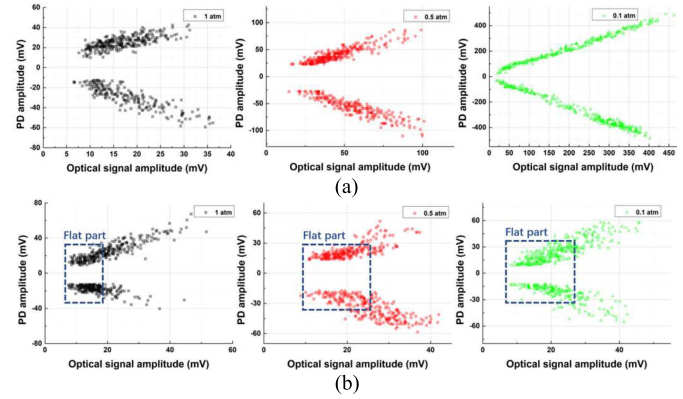 PD amplitude (mV)
60
40
20
0
-20
-40
-60
-80
1 atm
0 5 10 15 20 25 30 35 40
Optical signal amplitude (mV)
PD amplitude (mV)
100
50
0
-50
-100
0.5 atm
0 50 100
Optical signal amplitude (mV)
PD amplitude (mV)
400
200
0
-200
-400
0.1 atm
0 50 100 150 200 250 300 350 400 450
Optical signal amplitude (mV)
(a)
PD amplitude (mV)
80
40
0
-40
-80
1 atm
Flat part
0 20 40 60
Optical signal amplitude (mV)
PD amplitude (mV)
60
30
0
-30
-60
0.5 atm
Flat part
0 20 40
Optical signal amplitude (mV)
PD amplitude (mV)
60
30
0
-30
-60
0.1 atm
Flat part
0 20 40
Optical signal amplitude (mV)
(b)